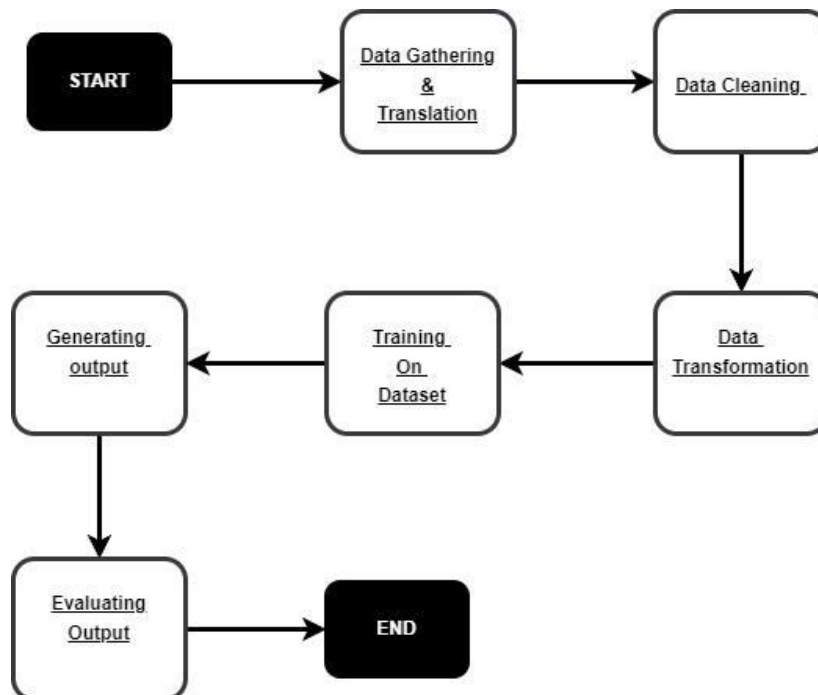 START
Data Gathering
&
Translation
Data Cleaning
Data
Transformation
Training
On
Dataset
Generating
output
Evaluating
Output
END